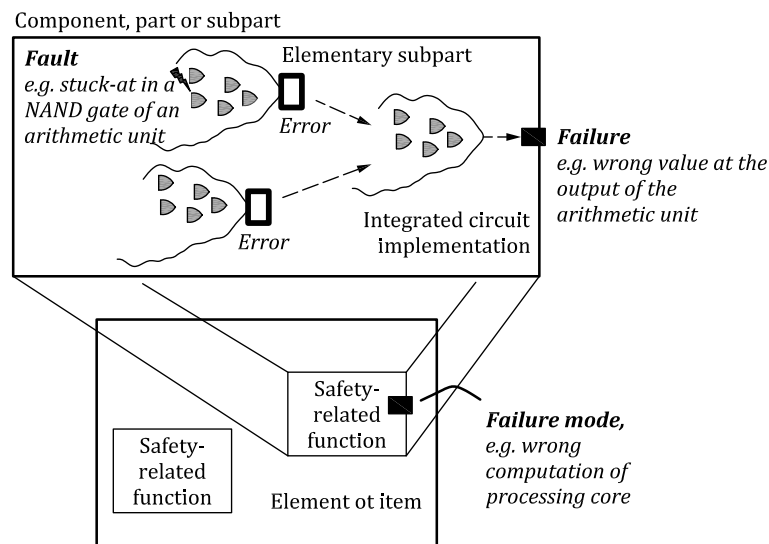 Component, part or subpart
Fault
e.g. stuck-at in a
NAND gate of an
arithmetic unit
Elementary subpart
Error
Error
Integrated circuit
implementation
Failure
e.g. wrong value at the
output of the
arithmetic unit
Safety-
related
function
Safety-
related
function
Element ot item
Failure mode,
e.g. wrong
computation of
processing core